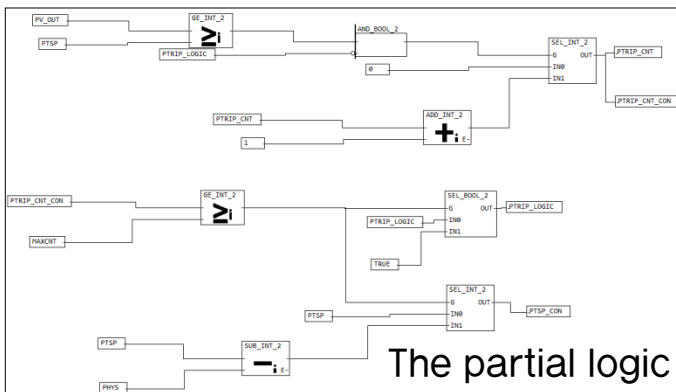 GE_INT_2
AND_BOOL_2
SEL_INT_2
PV_OUT
PTSP
≥i
PTRIP_LOGIC
0
G OUT
IN0
IN1
PTRIP_CNT
PTRIP_CNT_CON
PTRIP_CNT
1
ADD_INT_2
+i E-
PTRIP_CNT_CON
MAXCNT
GE_INT_2
≥i
SEL_BOOL_2
G OUT
IN0
IN1
PTRIP_LOGIC
PTRIP_LOGIC
TRUE
SEL_INT_2
G OUT
IN0
IN1
PTSP
PTSP_CON
PTSP
PHYS
SUB_INT_2
-i E-
The partial logic